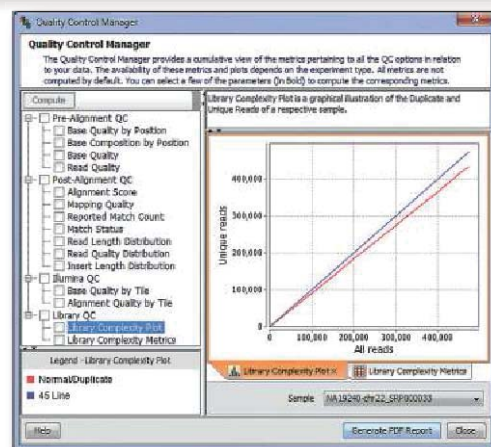 Quality Control Manager
Quality Control Manager
The Quality Control Manager provides a cumulative view of the metrics pertaining to all the QC options in relation
to your data. The availability of these metrics and plots depends on the experiment type. All metrics are not
computed by default. You can select a few of the parameters (in Bold) to compute the corresponding metrics.
Compute
Pre-Alignment QC
Base Quality by Position
Base Composition by Position
Base Quality
Read Quality
Post-Alignment QC
Alignment Score
Mapping Quality
Reported Match Count
Match Status
Read Length Distribution
Read Quality Distribution
Insert Length Distribution
Illumina QC
Base Quality by Tile
Alignment Quality by Tile
Library QC
Library Complexity Plot
Library Complexity Metrics
Legend - Library Complexity Plot
Normal/Duplicate
45 Line
Library Complexity Plot is a graphical illustration of the Duplicate and
Unique Reads of a respective sample.
Unique reads
400,000
300,000
200,000
100,000
0
0 100,000 200,000 300,000 400,000
All reads
Library Complexity Plot
Library Complexity Metrics
Sample NA19240-chr22_SRP000033
Help
Generate PDF Report
Close